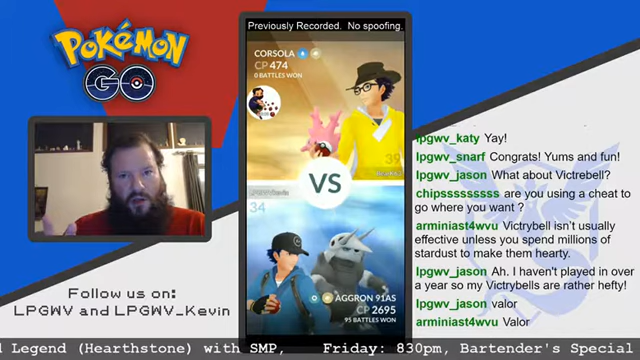 POKÉMON
GO
Follow us on:
LPGWV and LPGWV_Kevin
Previously Recorded. No spoofing.
CORSOLA
CP 474
0 BATTLES WON
39
VS
34
AGGRON 91AS
CP 2695
95 BATTLES WON
lpgwv_katy Yay!
lpgwv_snarf Congrats! Yums and fun!
lpgwv_jason What about Victrebell?
chipsssssssss are you using a cheat to
go where you want ?
arminiast4wvu Victrybell isn't usually
effective unless you spend millions of
stardust to make them hearty.
lpgwv_jason Ah. I haven't played in over
a year so my Victrybells are rather hefty!
lpgwv_jason valor
arminiast4wvu Valor
d Legend (Hearthstone) with SMP, Friday: 830pm, Bartender's Special